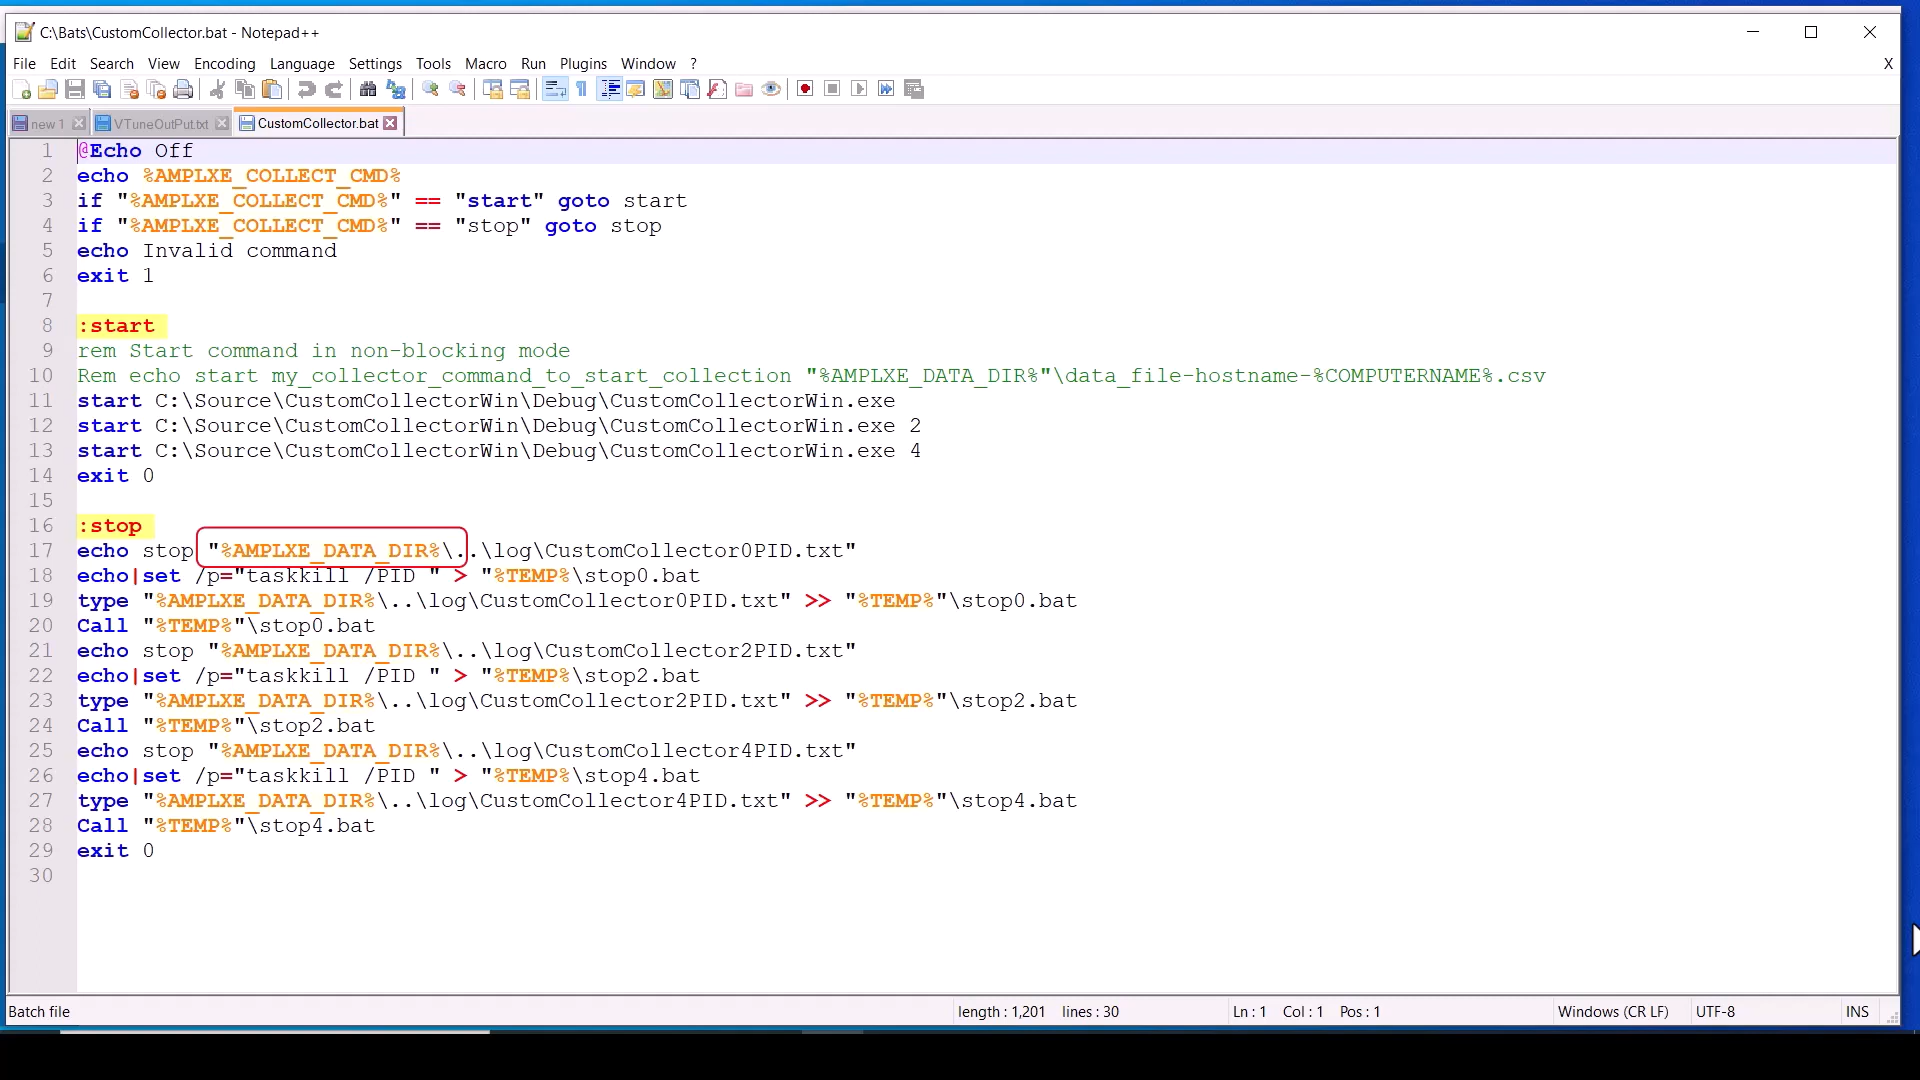 C:\Bats\CustomCollector.bat - Notepad++
File Edit Search View Encoding Language Settings Tools Macro Run Plugins Window ? X
new 1 VTuneOutPut.txt CustomCollector.bat
1 @Echo Off
2 echo %AMPLXE_COLLECT_CMD%
3 if "%AMPLXE_COLLECT_CMD%" == "start" goto start
4 if "%AMPLXE_COLLECT_CMD%" == "stop" goto stop
5 echo Invalid command
6 exit 1
7
8 :start
9 rem Start command in non-blocking mode
10 Rem echo start my_collector_command_to_start_collection "%AMPLXE_DATA_DIR%"\data_file-hostname-%COMPUTERNAME%.csv
11 start C:\Source\CustomCollectorWin\Debug\CustomCollectorWin.exe
12 start C:\Source\CustomCollectorWin\Debug\CustomCollectorWin.exe 2
13 start C:\Source\CustomCollectorWin\Debug\CustomCollectorWin.exe 4
14 exit 0
15
16 :stop
17 echo stop "%AMPLXE_DATA_DIR%\..\log\CustomCollector0PID.txt"
18 echo|set /p="taskkill /PID " > "%TEMP%\stop0.bat
19 type "%AMPLXE_DATA_DIR%\..\log\CustomCollector0PID.txt" >> "%TEMP%"\stop0.bat
20 Call "%TEMP%"\stop0.bat
21 echo stop "%AMPLXE_DATA_DIR%\..\log\CustomCollector2PID.txt"
22 echo|set /p="taskkill /PID " > "%TEMP%\stop2.bat
23 type "%AMPLXE_DATA_DIR%\..\log\CustomCollector2PID.txt" >> "%TEMP%"\stop2.bat
24 Call "%TEMP%"\stop2.bat
25 echo stop "%AMPLXE_DATA_DIR%\..\log\CustomCollector4PID.txt"
26 echo|set /p="taskkill /PID " > "%TEMP%\stop4.bat
27 type "%AMPLXE_DATA_DIR%\..\log\CustomCollector4PID.txt" >> "%TEMP%"\stop4.bat
28 Call "%TEMP%"\stop4.bat
29 exit 0
30
Batch file length : 1,201 lines : 30 Ln : 1 Col : 1 Pos : 1 Windows (CR LF) UTF-8 INS